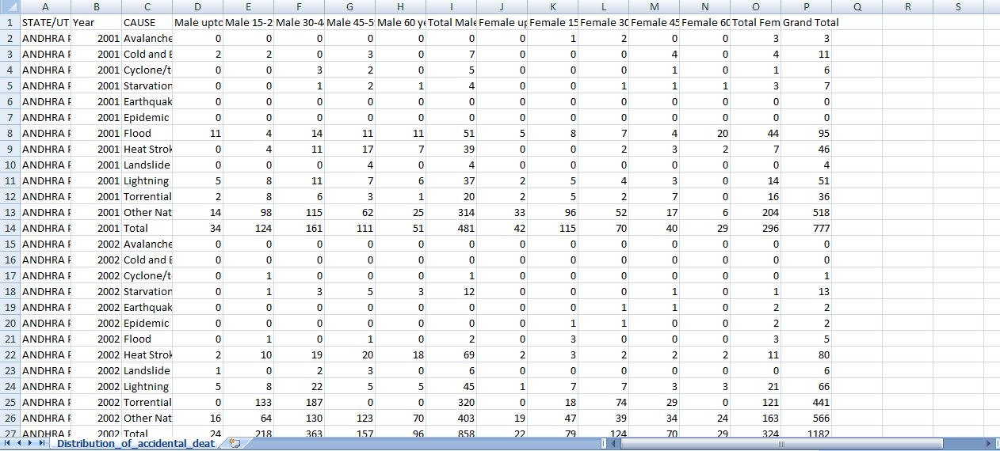 A B C D E F G H I J K L M N O P Q R S
1 STATE/UT Year CAUSE Male upto Male 15-2 Male 30-4 Male 45-5 Male 60 ye Total Male Female up Female 15 Female 30 Female 45 Female 60 Total Fem Grand Total
2 ANDHRA P 2001 Avalanche 0 0 0 0 0 0 0 1 2 0 0 3 3
3 ANDHRA P 2001 Cold and E 2 2 0 3 0 7 0 0 0 4 0 4 11
4 ANDHRA P 2001 Cyclone/t 0 0 3 2 0 5 0 0 0 1 0 1 6
5 ANDHRA P 2001 Starvation 0 0 1 2 1 4 0 0 1 1 1 3 7
6 ANDHRA P 2001 Earthquak 0 0 0 0 0 0 0 0 0 0 0 0 0
7 ANDHRA P 2001 Epidemic 0 0 0 0 0 0 0 0 0 0 0 0 0
8 ANDHRA P 2001 Flood 11 4 14 11 11 51 5 8 7 4 20 44 95
9 ANDHRA P 2001 Heat Strok 0 4 11 17 7 39 0 0 2 3 2 7 46
10 ANDHRA P 2001 Landslide 0 0 0 4 0 4 0 0 0 0 0 0 4
11 ANDHRA P 2001 Lightning 5 8 11 7 6 37 2 5 4 3 0 14 51
12 ANDHRA P 2001 Torrential 2 8 6 3 1 20 2 5 2 7 0 16 36
13 ANDHRA P 2001 Other Nat 14 98 115 62 25 314 33 96 52 17 6 204 518
14 ANDHRA P 2001 Total 34 124 161 111 51 481 42 115 70 40 29 296 777
15 ANDHRA P 2002 Avalanche 0 0 0 0 0 0 0 0 0 0 0 0 0
16 ANDHRA P 2002 Cold and E 0 0 0 0 0 0 0 0 0 0 0 0 0
17 ANDHRA P 2002 Cyclone/t 0 1 0 0 0 1 0 0 0 0 0 0 1
18 ANDHRA P 2002 Starvation 0 1 3 5 3 12 0 0 0 1 0 1 13
19 ANDHRA P 2002 Earthquak 0 0 0 0 0 0 0 0 1 1 0 2 2
20 ANDHRA P 2002 Epidemic 0 0 0 0 0 0 0 1 1 0 0 2 2
21 ANDHRA P 2002 Flood 0 1 0 1 0 2 0 3 0 0 0 3 5
22 ANDHRA P 2002 Heat Strok 2 10 19 20 18 69 2 3 2 2 2 11 80
23 ANDHRA P 2002 Landslide 1 0 2 3 0 6 0 0 0 0 0 0 6
24 ANDHRA P 2002 Lightning 5 8 22 5 5 45 1 7 7 3 3 21 66
25 ANDHRA P 2002 Torrential 0 133 187 0 0 320 0 18 74 29 0 121 441
26 ANDHRA P 2002 Other Nat 16 64 130 123 70 403 19 47 39 34 24 163 566
27 ANDHRA P 2002 Total 24 218 363 157 96 858 22 79 124 70 29 324 1182
Distribution_of_accidental_deat